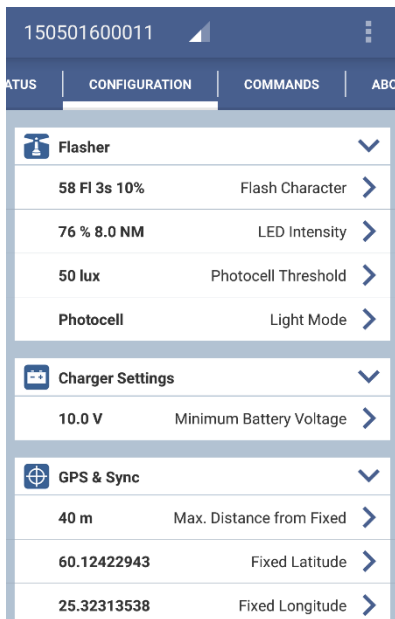 150501600011
ATUS CONFIGURATION COMMANDS ABO
Flasher
58 Fl 3s 10% Flash Character
76 % 8.0 NM LED Intensity
50 lux Photocell Threshold
Photocell Light Mode
Charger Settings
10.0 V Minimum Battery Voltage
GPS & Sync
40 m Max. Distance from Fixed
60.12422943 Fixed Latitude
25.32313538 Fixed Longitude